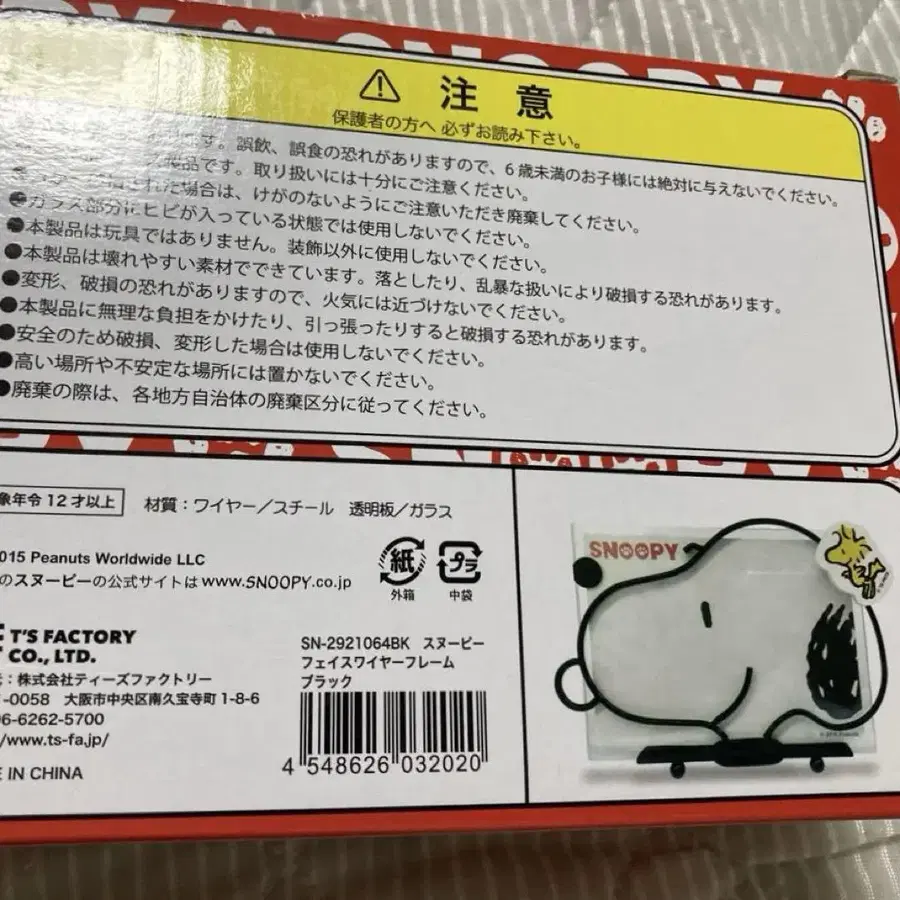 SNOOPY
注意
保護者の方へ 必ずお読み下さい。
す。誤飲、誤食の恐れがありますので、6歳未満のお子様には絶対に与えないでください。
製品です。取り扱いには十分にご注意ください。
場合は、けがのないようにご注意いただき廃棄してください。
●ガラス部分にヒビが入っている状態では使用しないでください。
●本製品は玩具ではありません。装飾以外に使用しないでください。
●本製品は壊れやすい素材でできています。落としたり、乱暴な扱いにより破損する恐れがあります。
●変形、破損の恐れがありますので、火気には近づけないでください。
●本製品に無理な負担をかけたり、引っ張ったりすると破損する恐れがあります。
●安全のため破損、変形した場合は使用しないでください。
●高い場所や不安定な場所には置かないでください。
●廃棄の際は、各地方自治体の廃棄区分に従ってください。
象年令12才以上
材質：ワイヤー／スチール 透明板／ガラス
015 Peanuts Worldwide LLC
のスヌーピーの公式サイトは www.SNOOPY.co.jp
紙
外箱
プラ
中袋
T'S FACTORY
CO., LTD.
：株式会社ティーズファクトリー
-0058 大阪市中央区南久宝寺町1-8-6
6-6262-5700
/www.ts-fa.jp/
IN CHINA
SN-2921064BK スヌーピー
フェイスワイヤーフレーム
ブラック
4 548626 032020
SNOOPY